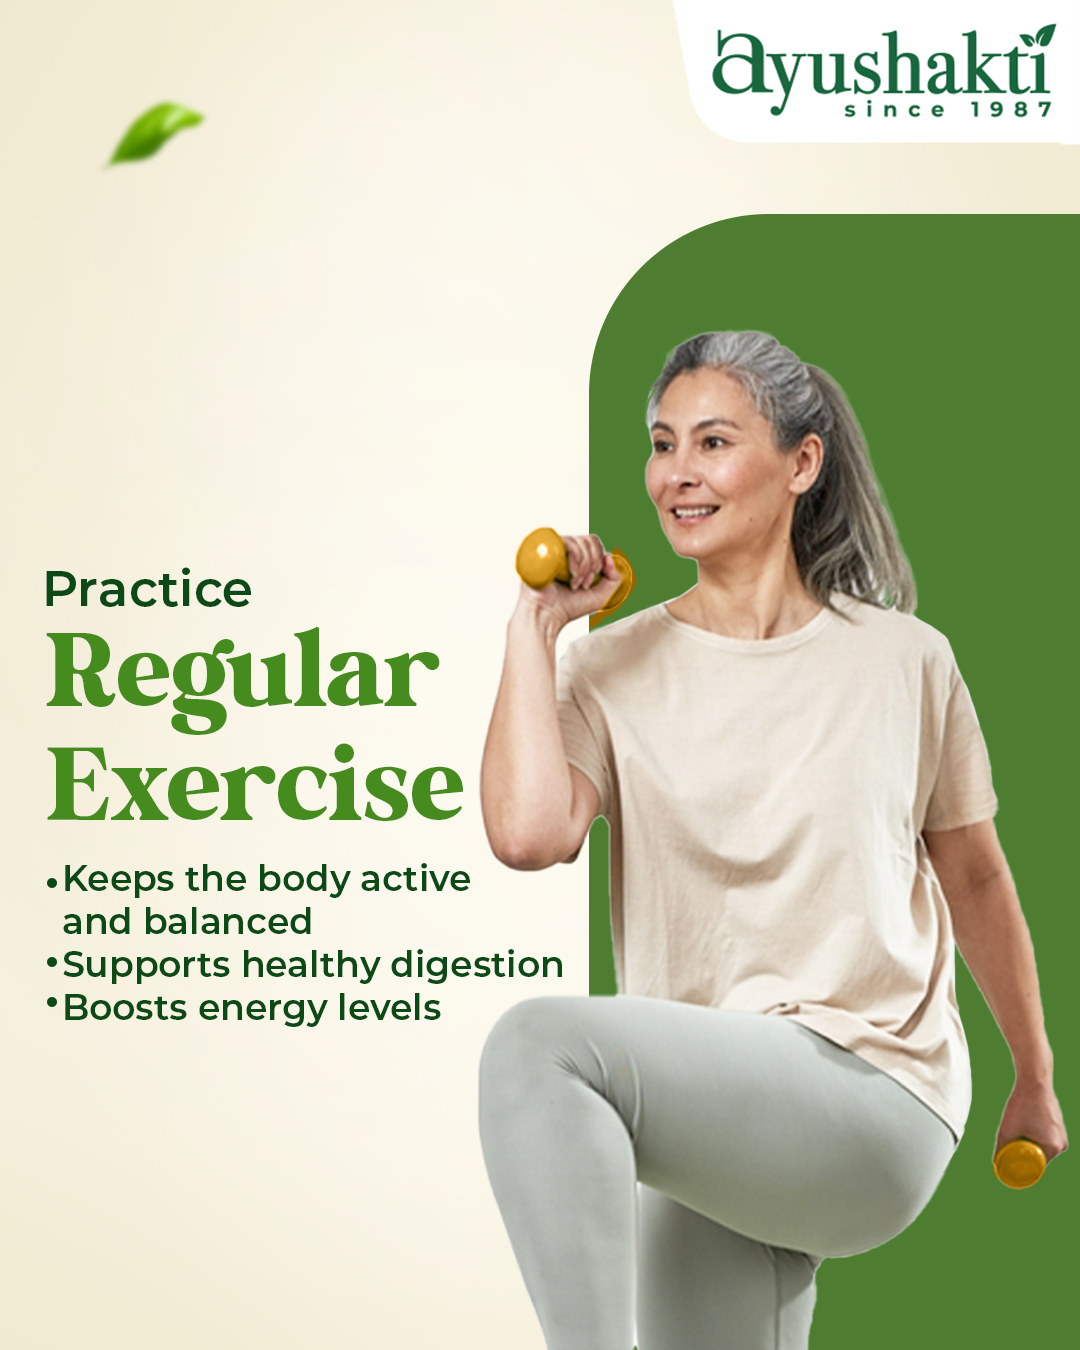 ayushakti
since 1987
Practice
Regular
Exercise
•Keeps the body active
and balanced
•Supports healthy digestion
•Boosts energy levels